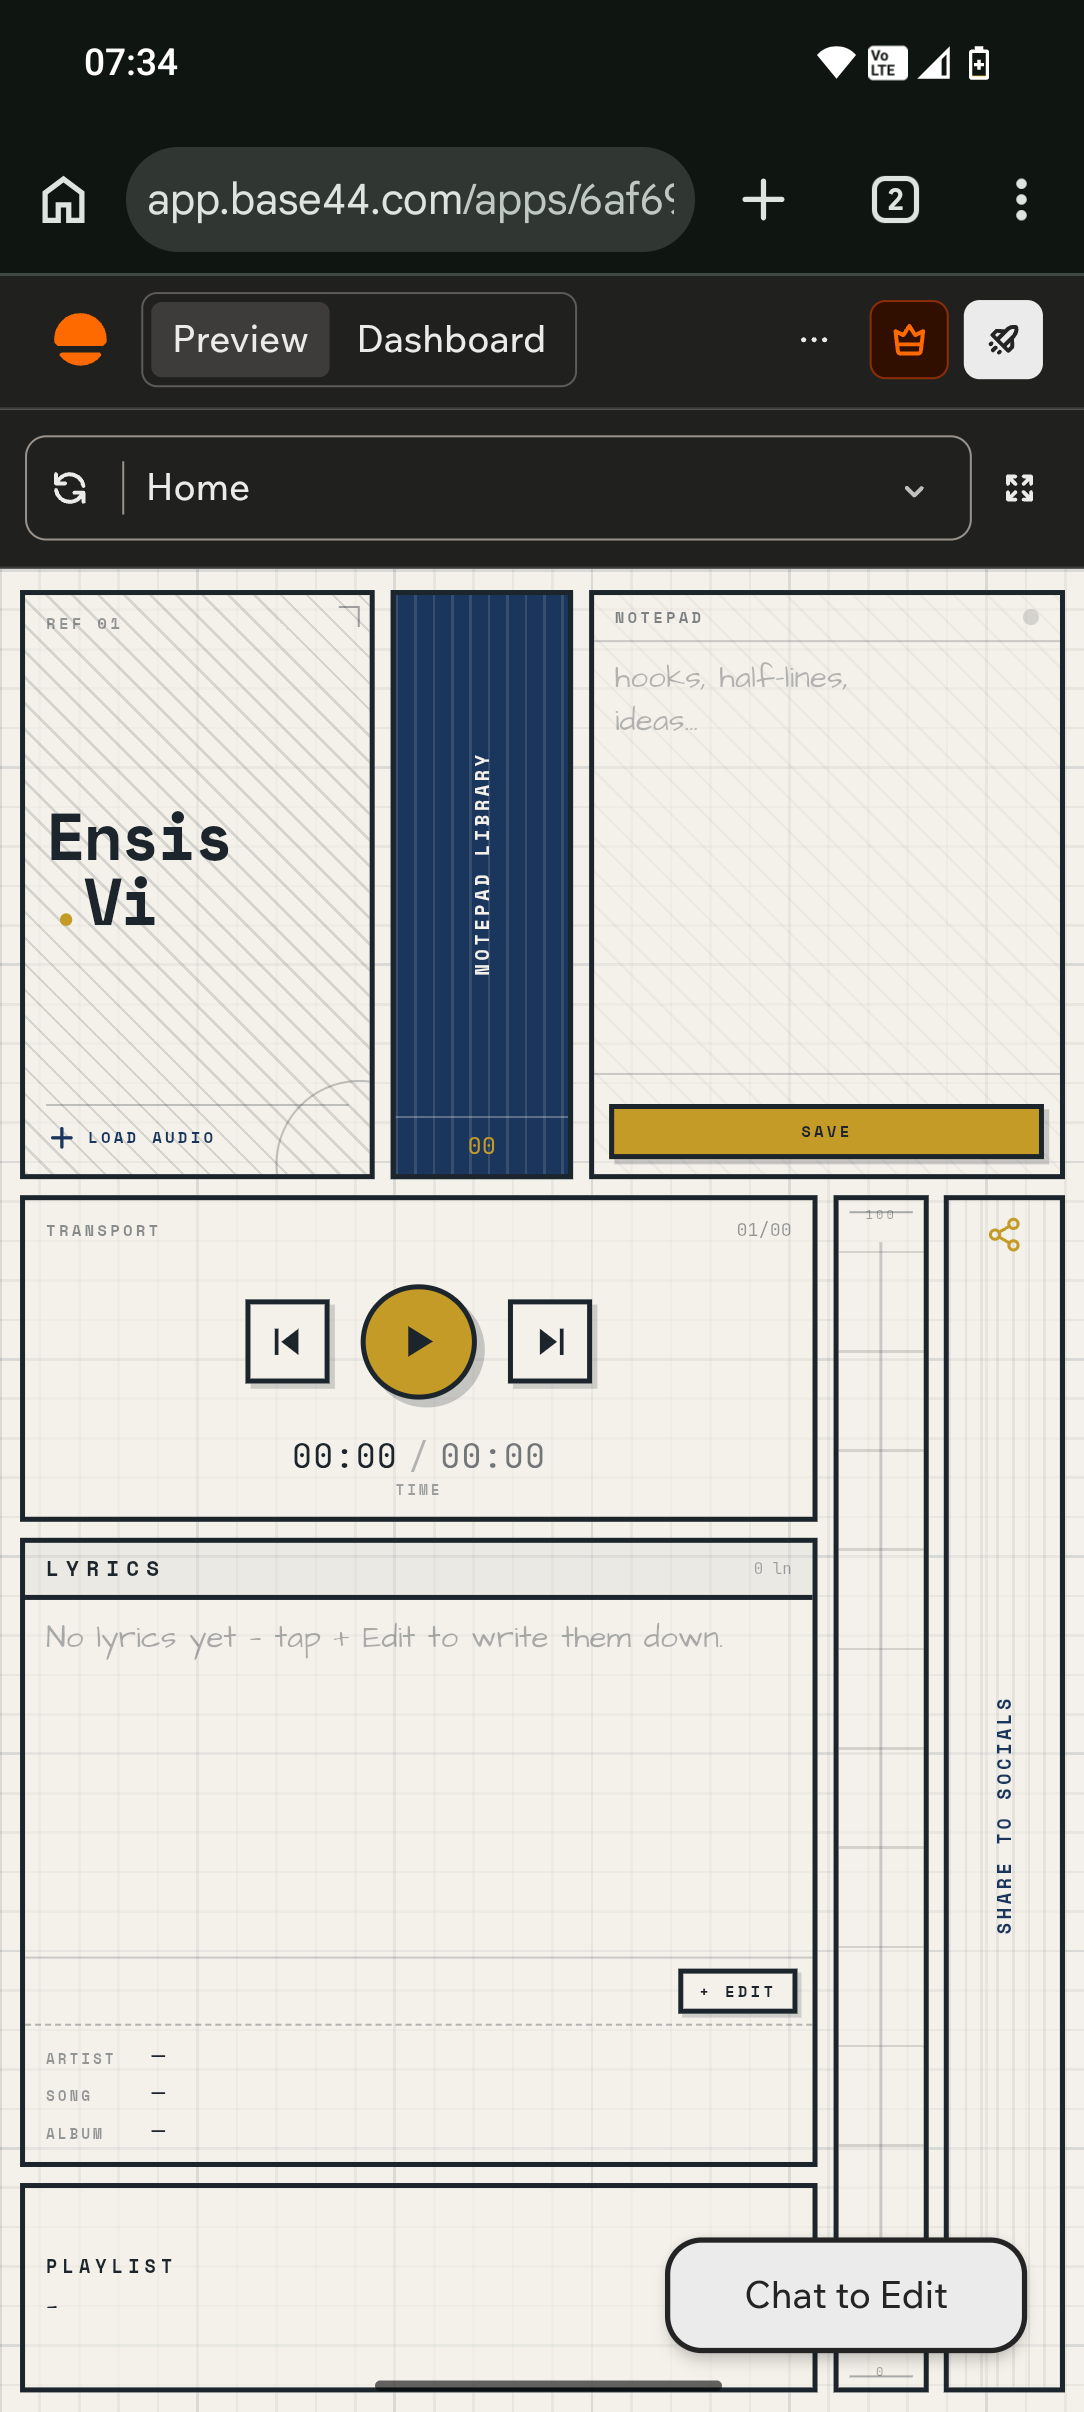 07:34
Vo
LTE
app.base44.com/apps/6af69
2
Preview
Dashboard
Home
REF 01
Ensis
.Vi
LOAD AUDIO
NOTEPAD LIBRARY
00
NOTEPAD
hooks, half-lines,
ideas...
SAVE
TRANSPORT
01/00
00:00 / 00:00
TIME
100
SHARE TO SOCIALS
LYRICS
0 ln
No lyrics yet - tap + Edit to write them down.
+ EDIT
ARTIST —
SONG —
ALBUM —
PLAYLIST
–
Chat to Edit
0